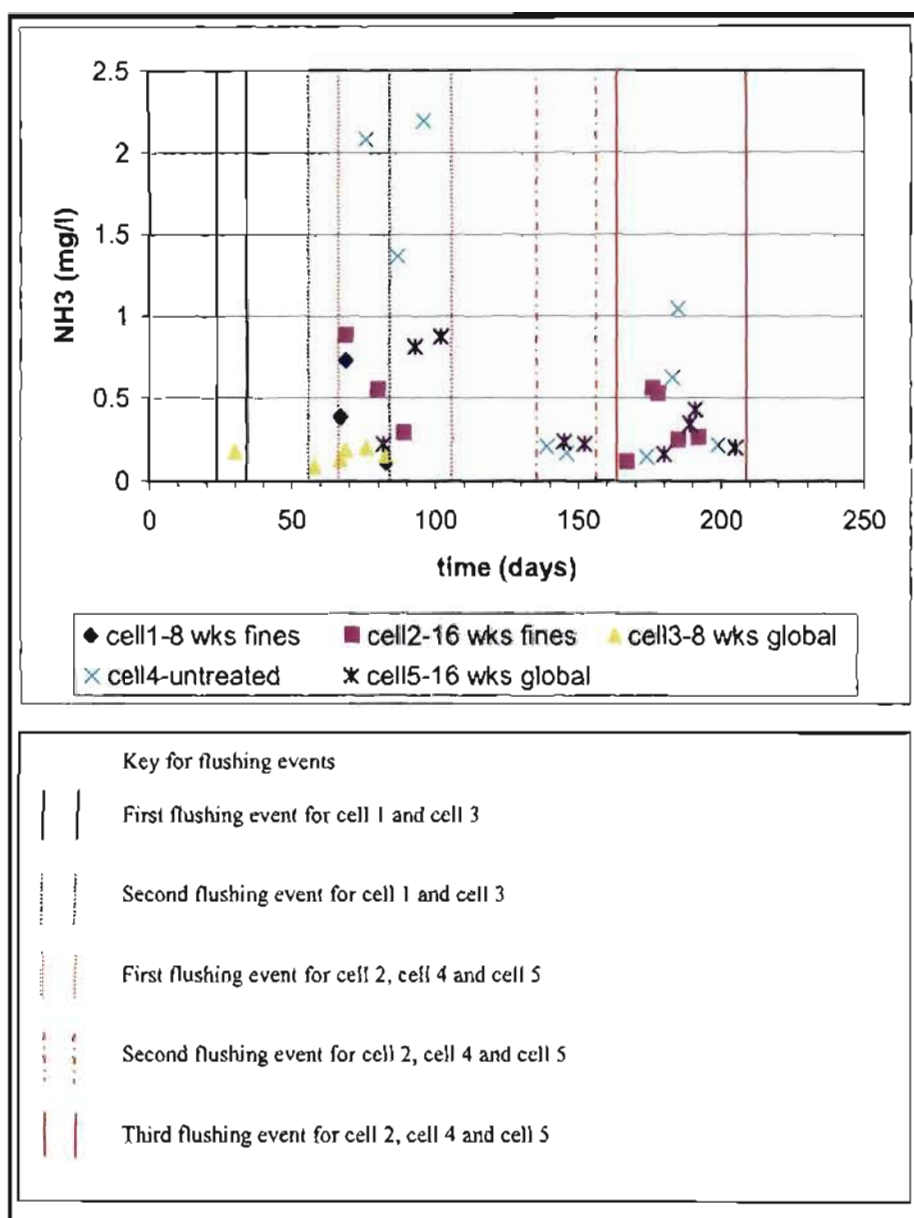 2.5
2
1.5
1
0.5
0
NH3 (mg/l)
0 50 100 150 200 250
time (days)
cell1-8 wks fines cell2-16 wks fines cell3-8 wks global
cell4-untreated cell5-16 wks global
Key for flushing events
First flushing event for cell 1 and cell 3
Second flushing event for cell 1 and cell 3
First flushing event for cell 2, cell 4 and cell 5
Second flushing event for cell 2, cell 4 and cell 5
Third flushing event for cell 2, cell 4 and cell 5